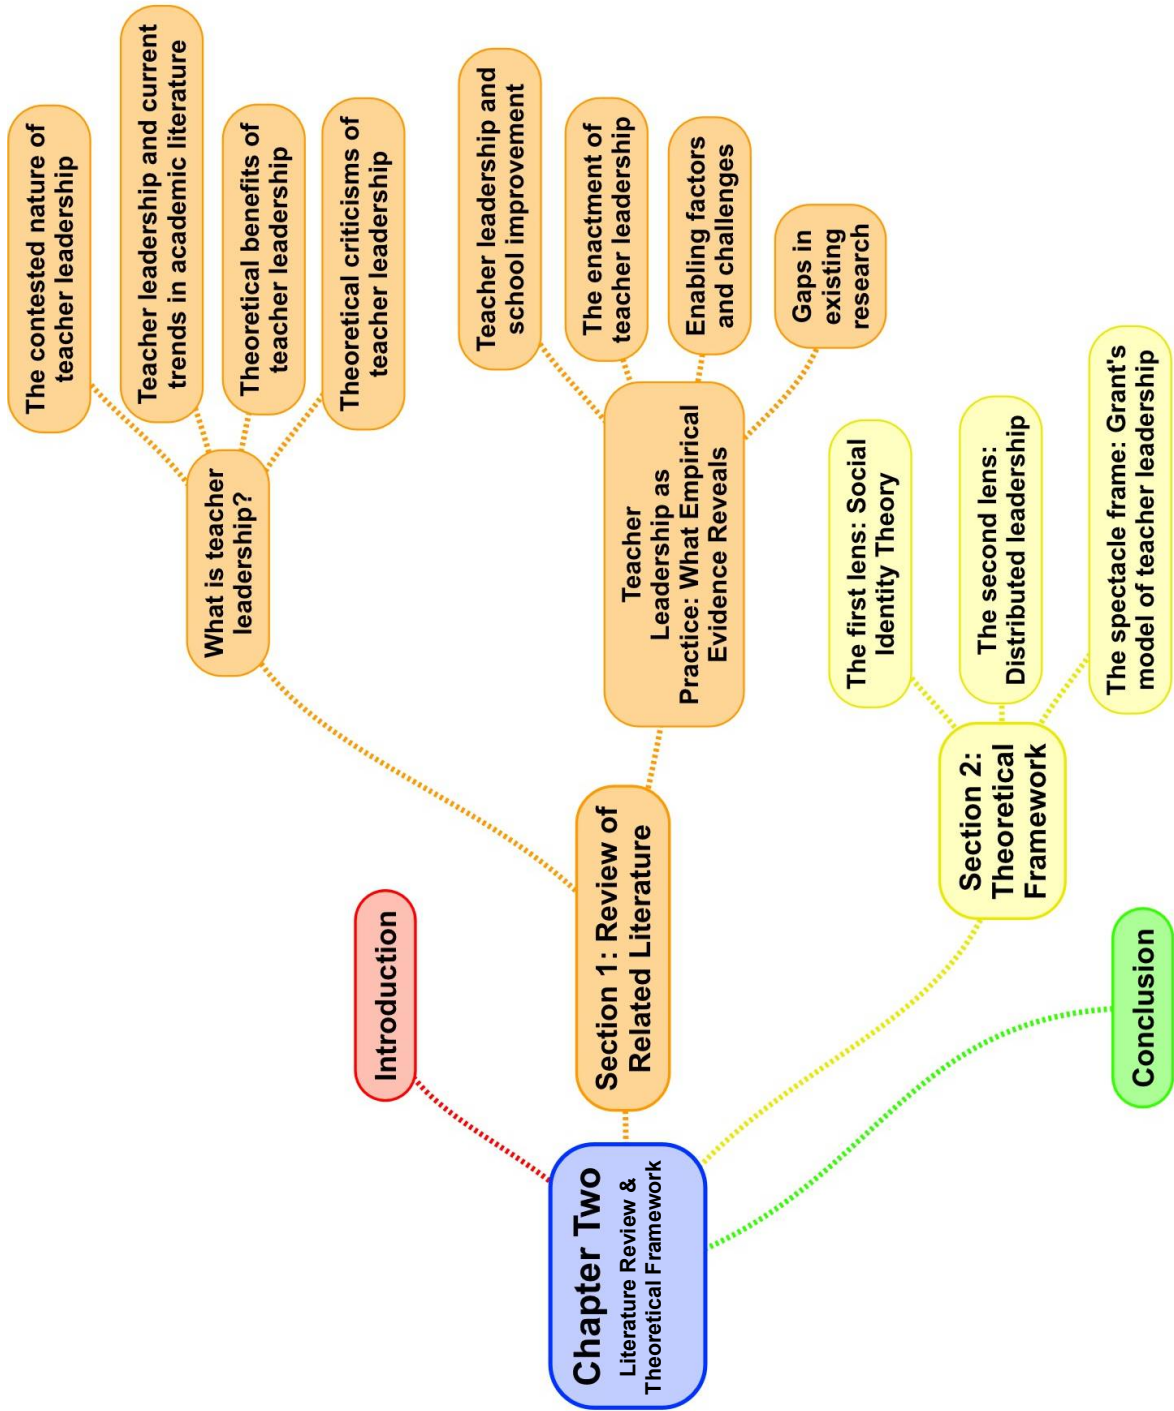 Chapter Two
Literature Review &
Theoretical Framework
Introduction
Section 1: Review of
Related Literature
What is teacher
leadership?
The contested nature of
teacher leadership
Teacher leadership and current
trends in academic literature
Theoretical benefits of
teacher leadership
Theoretical criticisms of
teacher leadership
Teacher
Leadership as
Practice: What Empirical
Evidence Reveals
Teacher leadership and
school improvement
The enactment of
teacher leadership
Enabling factors
and challenges
Gaps in
existing
research
Section 2:
Theoretical
Framework
The first lens: Social
Identity Theory
The second lens:
Distributed leadership
The spectacle frame: Grant's
model of teacher leadership
Conclusion